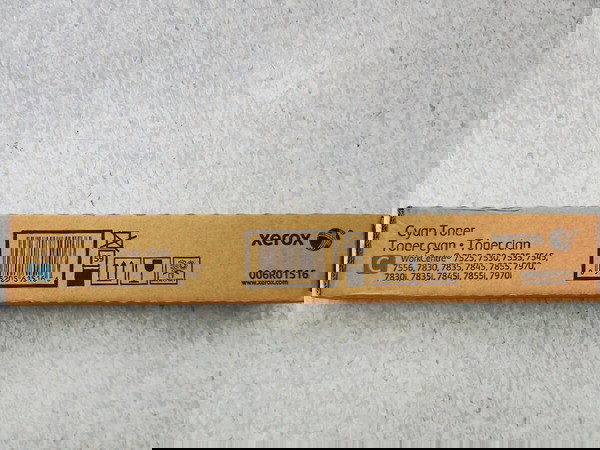 xerox
006R01516
www.xerox.com
Cyan Toner
Toner cyan • Tóner cian
WorkCentre® 7525, 7530, 7535, 7545,
7556, 7830, 7835, 7845, 7855, 7970,
7830i, 7835i, 7845i, 7855i, 7970i
C